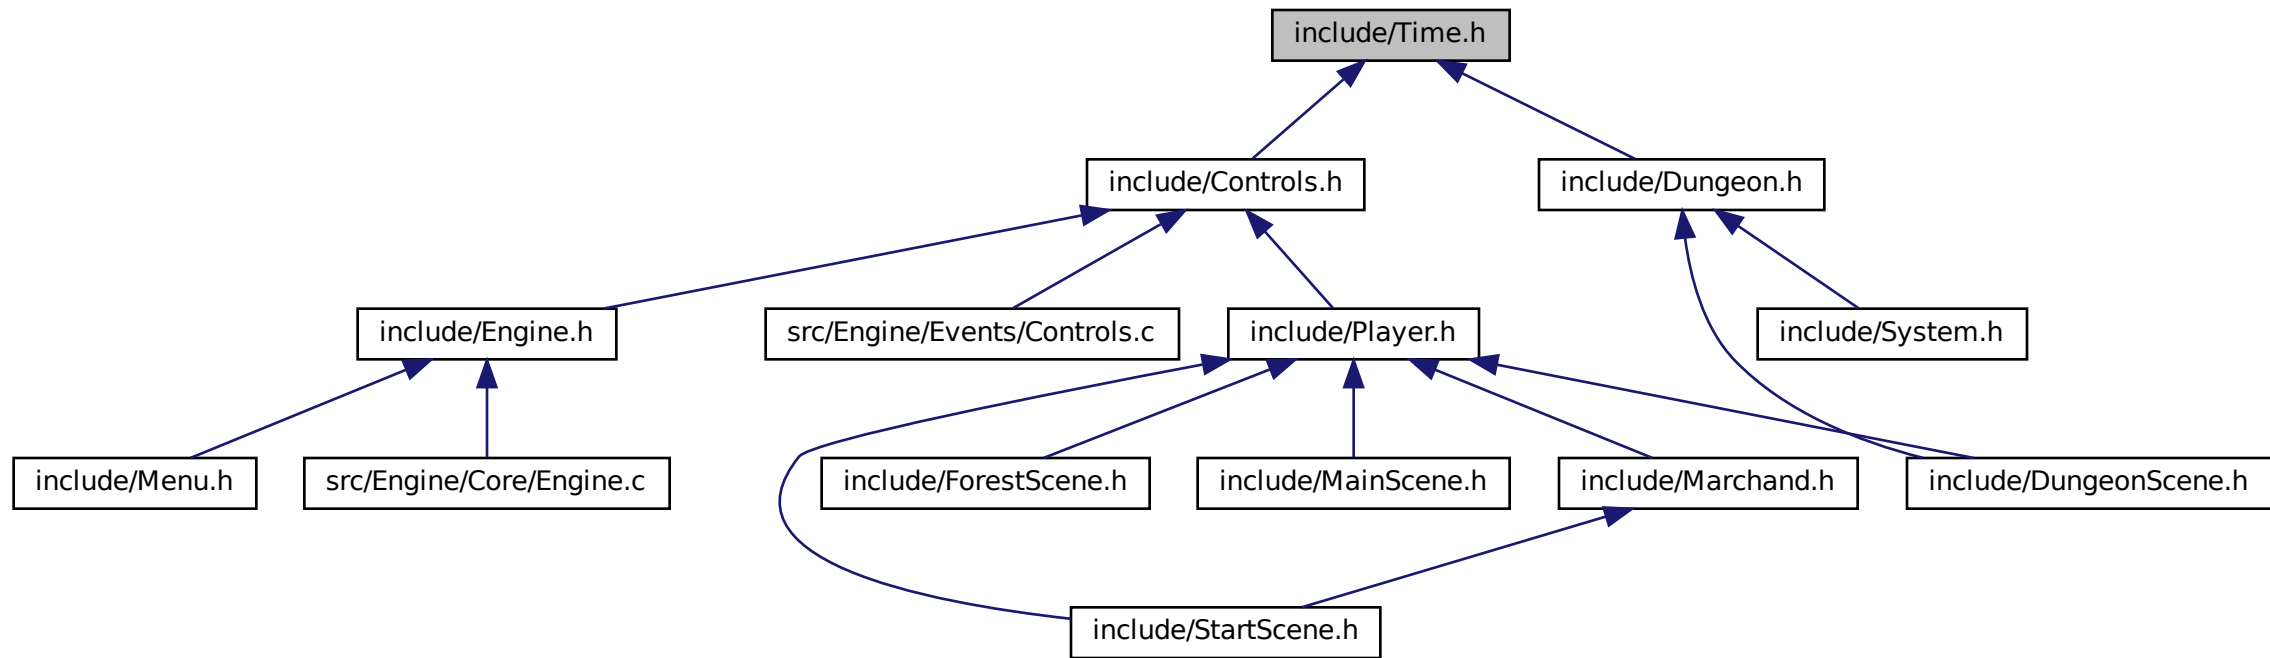 include/Time.h
include/Controls.h
include/Dungeon.h
include/Engine.h
src/Engine/Events/Controls.c
include/Player.h
include/System.h
include/Menu.h
src/Engine/Core/Engine.c
include/ForestScene.h
include/MainScene.h
include/Marchand.h
include/DungeonScene.h
include/StartScene.h